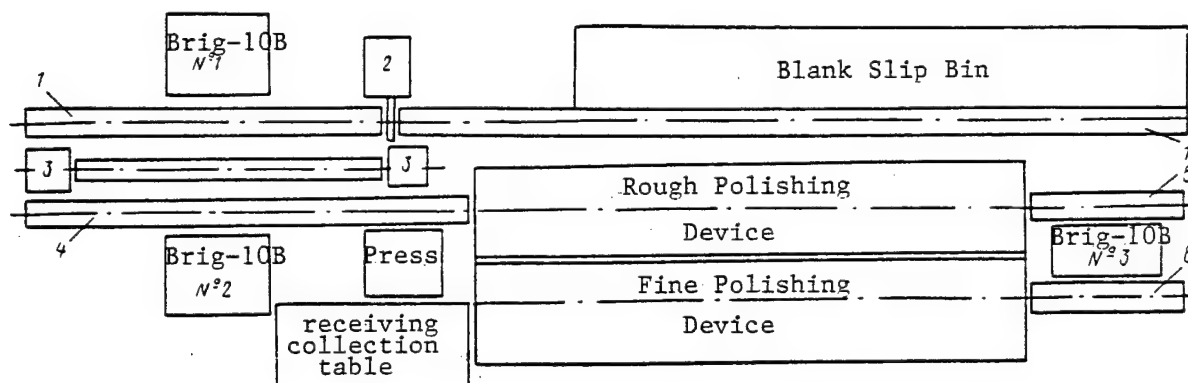 Brig-10B
№1
2
Blank Slip Bin
1
1
3
3
Rough Polishing
Device
5
4
Brig-10B
№2
Press
Brig-10B
№3
Fine Polishing
Device
6
receiving
collection
table